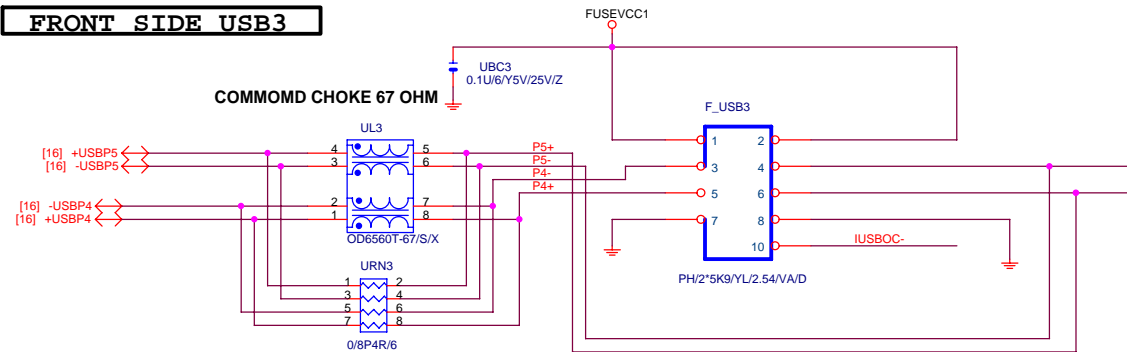 FRONT SIDE USB3
FUSEVCC1
UBC3
0.1U/6/Y5V/25V/Z
COMMOMD CHOKE 67 OHM
F_USB3
UL3
[16] +USBP5
4
5
P5+
1
2
[16] -USBP5
3
6
P5-
3
4
P4-
[16] -USBP4
2
7
P4+
5
6
[16] +USBP4
1
8
7
8
OD6560T-67/S/X
10
IUSBOC-
URN3
PH/2*5K9/YL/2.54/VA/D
1
2
3
4
5
6
7
8
0/8P4R/6